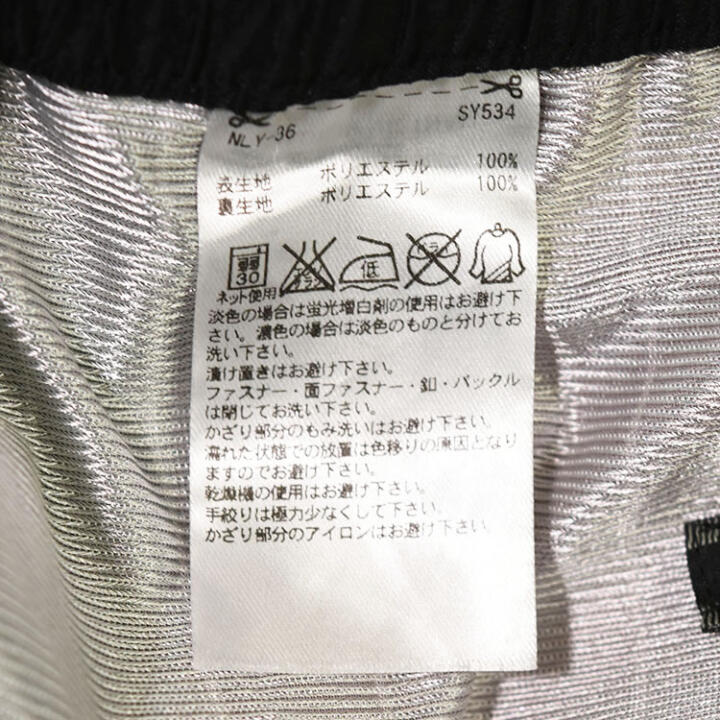 NLY-36 SY534
表生地 ポリエステル 100%
裏生地 ポリエステル 100%
弱 30 エンソ サラシ 低 ドライ
ネット使用
淡色の場合は蛍光増白剤の使用はお避け下
さい。濃色の場合は淡色のものと分けてお
洗い下さい。
漬け置きはお避け下さい。
ファスナー・面ファスナー・釦・バックル
は閉じてお洗い下さい。
かざり部分のもみ洗いはお避け下さい。
濡れた状態での放置は色移りの原因となり
ますのでお避け下さい。
乾燥機の使用はお避け下さい。
手絞りは極力少なくして下さい。
かざり部分のアイロンはお避け下さい。